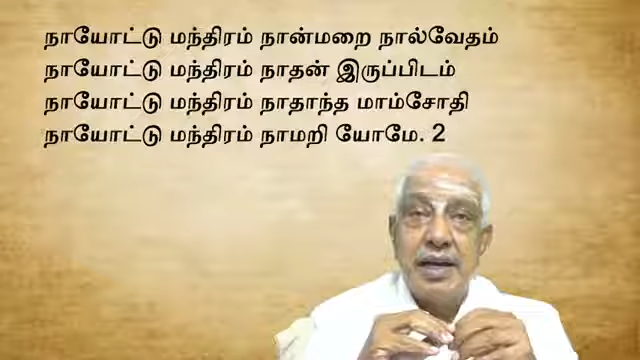 நாயோட்டு மந்திரம் நான்மறை நால்வேதம்
நாயோட்டு மந்திரம் நாதன் இருப்பிடம்
நாயோட்டு மந்திரம் நாதாந்த மாம்சோதி
நாயோட்டு மந்திரம் நாமறி யோமே. 2